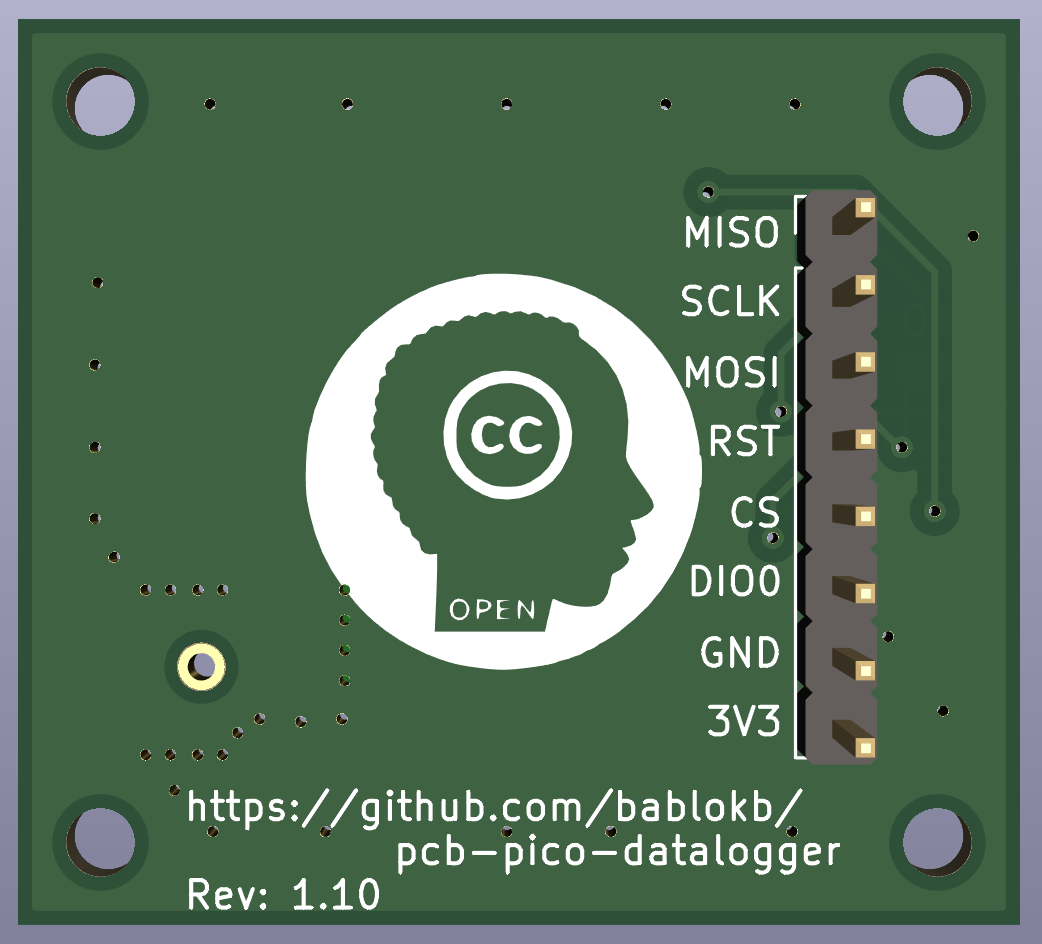 MISO
SCLK
MOSI
RST
CS
DIO0
GND
3V3
CC
OPEN
https://github.com/bablokb/
pcb-pico-datalogger
Rev: 1.10